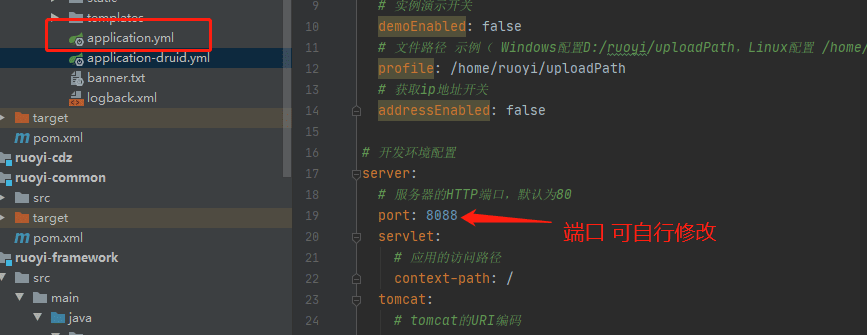 static
templates
application.yml
application-druid.yml
banner.txt
logback.xml
target
pom.xml
ruoyi-cdz
ruoyi-common
src
target
pom.xml
ruoyi-framework
src
main
java
9 # 实例演示开关
10 demoEnabled: false
11 # 文件路径 示例（ Windows配置D:/ruoyi/uploadPath，Linux配置 /home/
12 profile: /home/ruoyi/uploadPath
13 # 获取ip地址开关
14 addressEnabled: false
15
16 # 开发环境配置
17 server:
18 # 服务器的HTTP端口，默认为80
19 port: 8088
端口 可自行修改
20 servlet:
21 # 应用的访问路径
22 context-path: /
23 tomcat:
24 # tomcat的URI编码